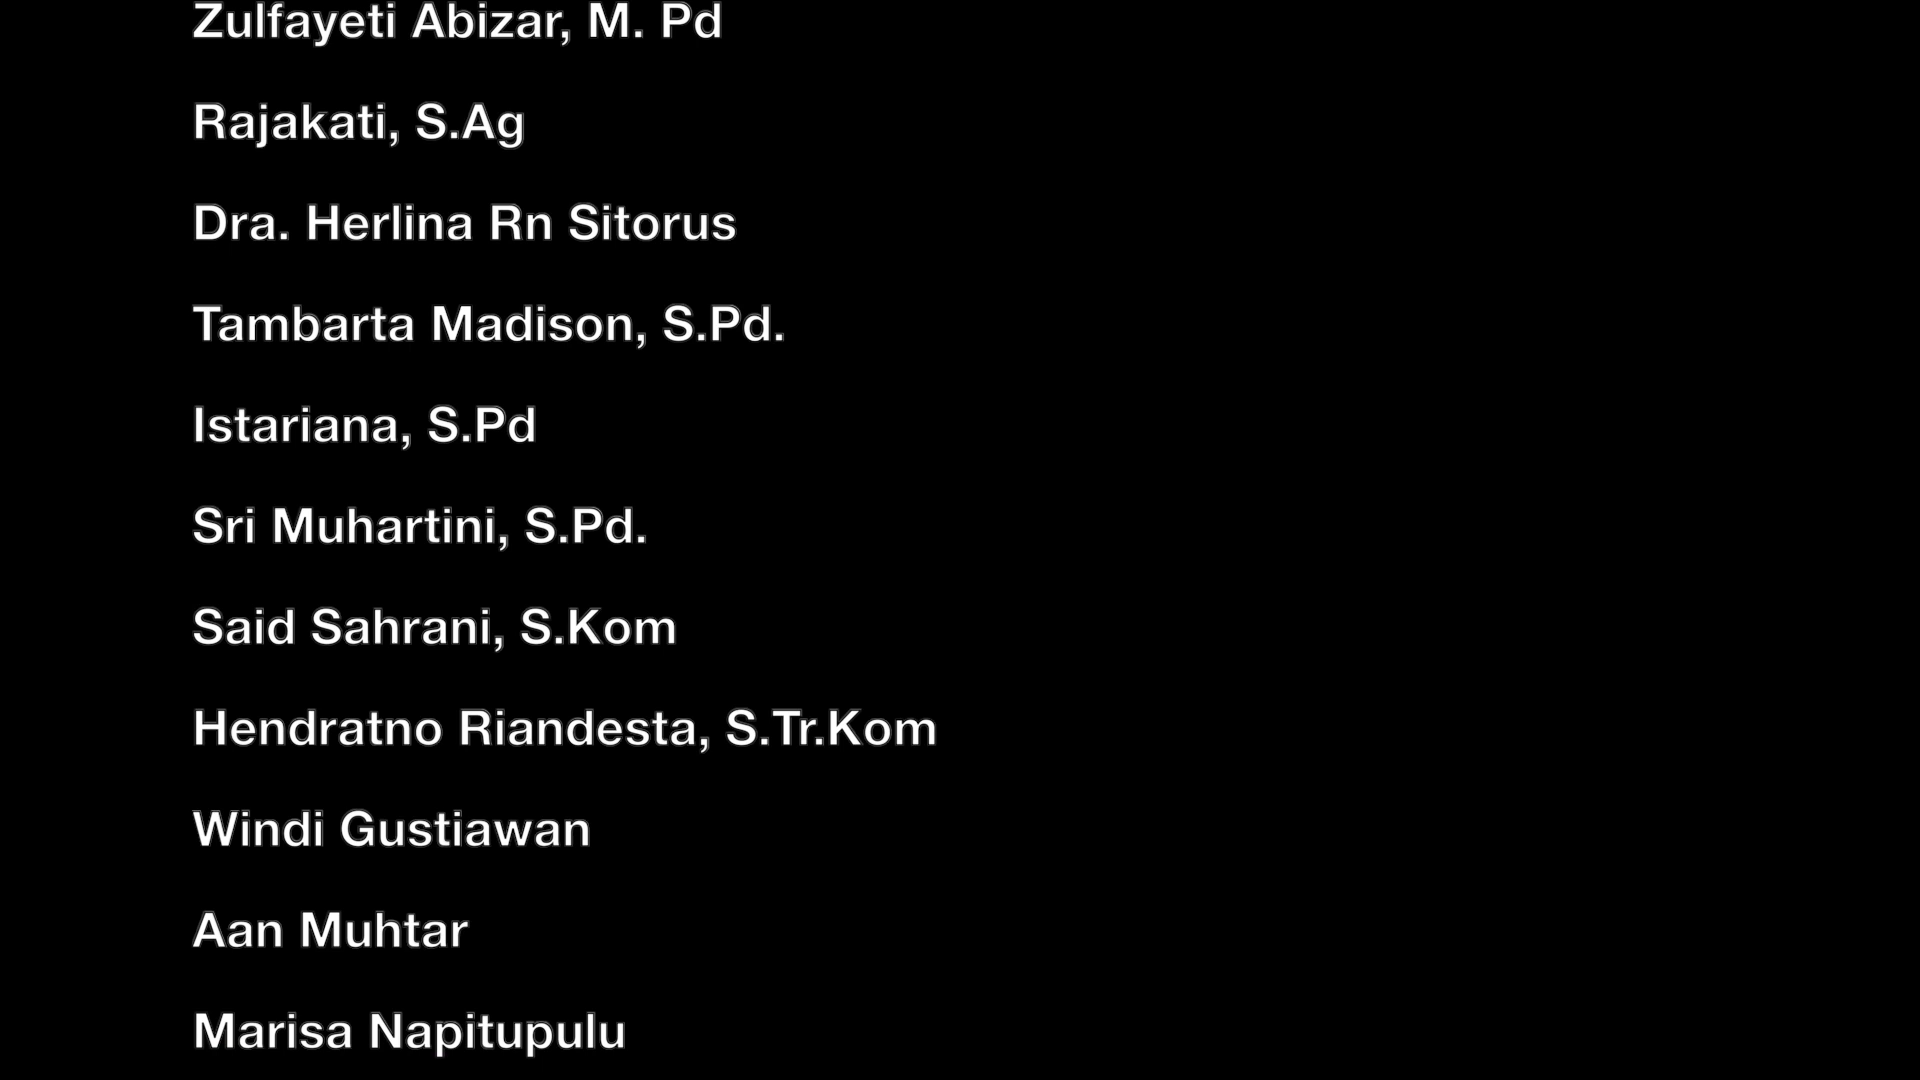 Zulfayeti Abizar, M. Pd
Rajakati, S.Ag
Dra. Herlina Rn Sitorus
Tambarta Madison, S.Pd.
Istariana, S.Pd
Sri Muhartini, S.Pd.
Said Sahrani, S.Kom
Hendratno Riandesta, S.Tr.Kom
Windi Gustiawan
Aan Muhtar
Marisa Napitupulu